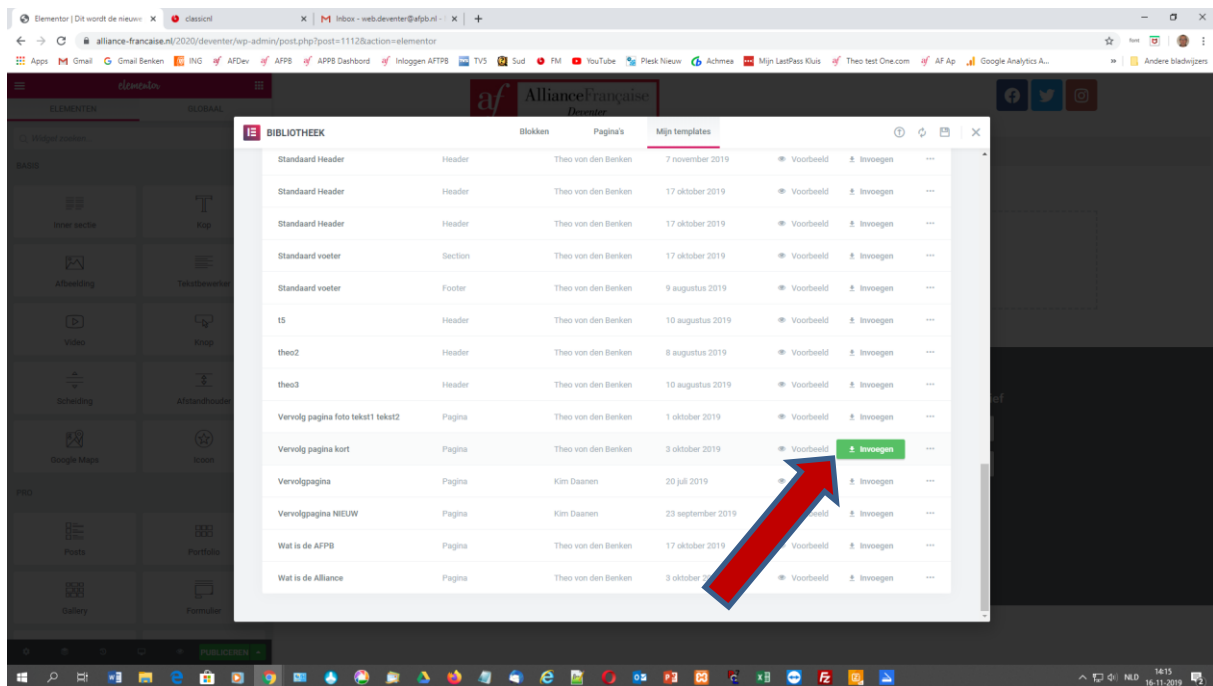 Elementor | Dit wordt de nieuwe
classicnl
Inbox - web.deventer@afpb.nl -
alliance-francaise.nl/2020/deventer/wp-admin/post.php?post=1112&action=elementor
Apps Gmail Gmail Benken ING AFDev AFPB APPB Dashboard Inloggen AFTPB TV5 Sud FM YouTube Plesk Nieuw Achmea Mijn LastPass Kluis Theo test One.com AF Ap Google Analytics A... » Andere bladwijzers
elementor
af AllianceFrançaise
Deventer
ELEMENTEN GLOBAAL
BIBLIOTHEEK Blokken Pagina's Mijn templates
BASIS
Standaard Header Header Theo von den Benken 7 november 2019 Voorbeeld Invoegen
Standaard Header Header Theo von den Benken 17 oktober 2019 Voorbeeld Invoegen
Inner sectie Kop
Standaard Header Header Theo von den Benken 17 oktober 2019 Voorbeeld Invoegen
Standaard voeter Section Theo von den Benken 17 oktober 2019 Voorbeeld Invoegen
Afbeelding Tekstbewerker
Standaard voeter Footer Theo von den Benken 9 augustus 2019 Voorbeeld Invoegen
t5 Header Theo von den Benken 10 augustus 2019 Voorbeeld Invoegen
Video Knop
theo2 Header Theo von den Benken 8 augustus 2019 Voorbeeld Invoegen
theo3 Header Theo von den Benken 10 augustus 2019 Voorbeeld Invoegen
Scheiding Afstandhouder
Vervolg pagina foto tekst1 tekst2 Pagina Theo von den Benken 1 oktober 2019 Voorbeeld Invoegen
Vervolg pagina kort Pagina Theo von den Benken 3 oktober 2019 Voorbeeld Invoegen
Google Maps Icoon
Vervolgpagina Pagina Kim Daanen 20 juli 2019 Invoegen
PRO
Vervolgpagina NIEUW Pagina Kim Daanen 23 september 2019 Invoegen
Posts Portfolio
Wat is de AFPB Pagina Theo von den Benken 17 oktober 2019 Voorbeeld Invoegen
Wat is de Alliance Pagina Theo von den Benken 3 oktober Voorbeeld Invoegen
Gallery Formulier
PUBLICEREN
NLD 14:15
16-11-2019